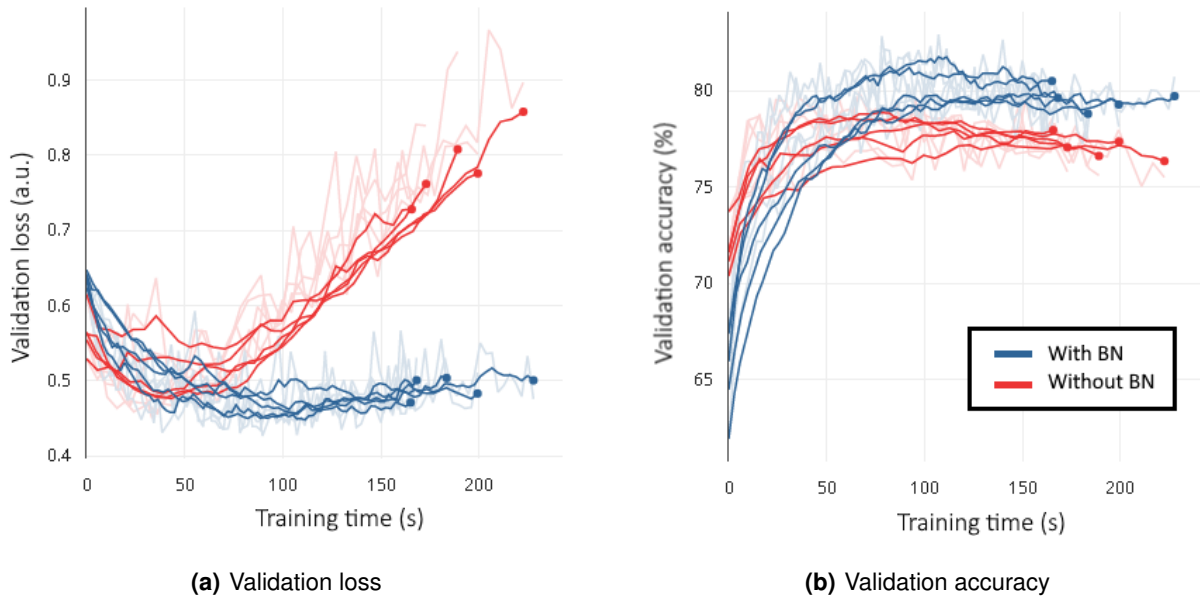 0.9
0.8
0.7
0.6
0.5
0.4
Validation loss (a.u.)
0 50 100 150 200
Training time (s)
(a) Validation loss
80
75
70
65
Validation accuracy (%)
With BN
Without BN
0 50 100 150 200
Training time (s)
(b) Validation accuracy